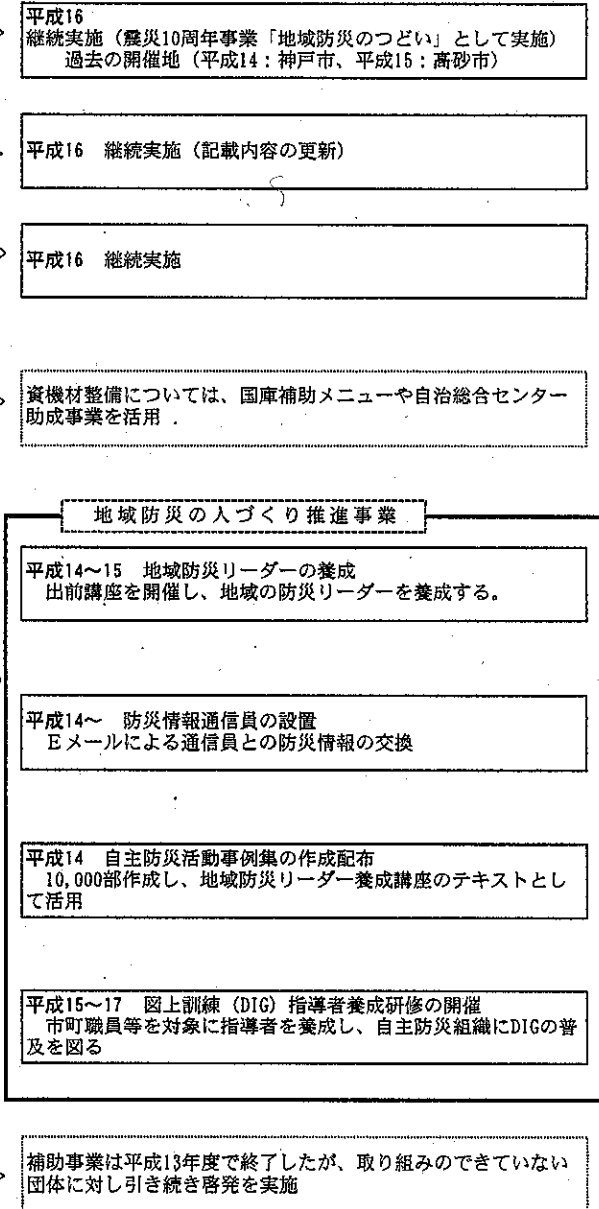 平成16
継続実施（震災10周年事業「地域防災のつどい」として実施）
過去の開催地（平成14：神戸市、平成15：高砂市）
平成16　継続実施（記載内容の更新）
平成16　継続実施
資機材整備については、国庫補助メニューや自治総合センター
助成事業を活用
地域防災の人づくり推進事業
平成14～15　地域防災リーダーの養成
出前講座を開催し、地域の防災リーダーを養成する。
平成14～　防災情報通信員の設置
Ｅメールによる通信員との防災情報の交換
平成14　自主防災活動事例集の作成配布
10,000部作成し、地域防災リーダー養成講座のテキストとし
て活用
平成15～17　図上訓練（DIG）指導者養成研修の開催
市町職員等を対象に指導者を養成し、自主防災組織にDIGの普
及を図る
補助事業は平成13年度で終了したが、取り組みのできていない
団体に対し引き続き啓発を実施